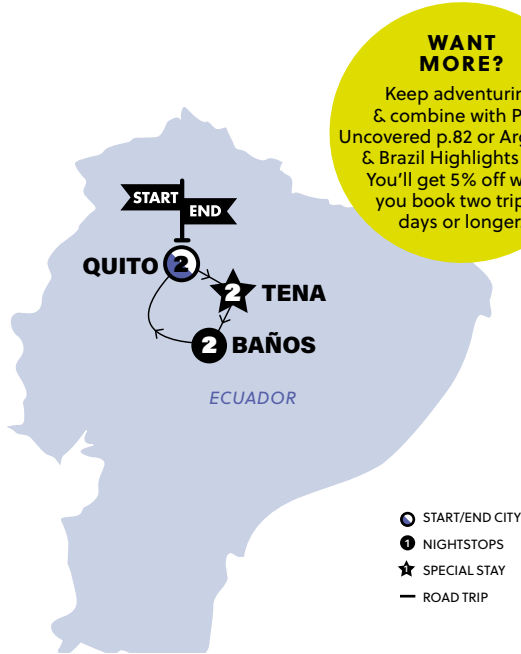 WANT
MORE?
Keep adventurin
& combine with P
Uncovered p.82 or Arg
& Brazil Highlights
You'll get 5% off w
you book two trip
days or longer
START
END
QUITO 2
2 TENA
2 BAÑOS
ECUADOR
START/END CITY
1 NIGHTSTOPS
1 SPECIAL STAY
ROAD TRIP